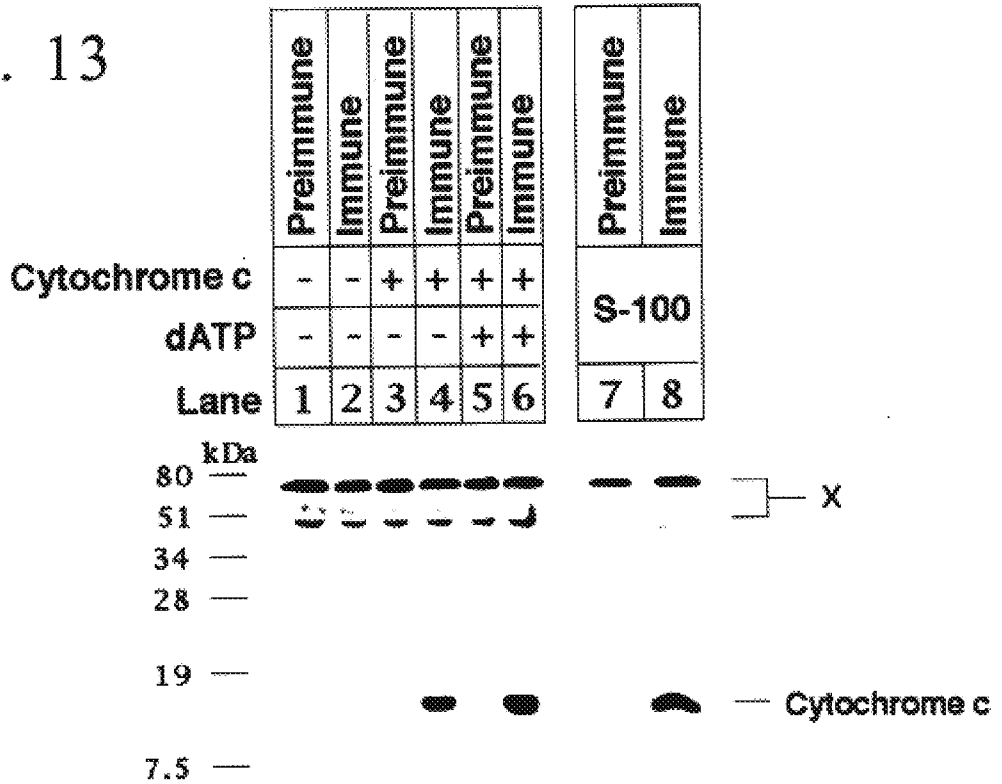 . 13
Preimmune Immune Preimmune Immune Preimmune Immune Preimmune Immune
Cytochrome c - - + + + +
S-100
dATP - - - - + +
Lane 1 2 3 4 5 6 7 8
kDa
80
51
X
34
28
19
Cytochrome c
7.5